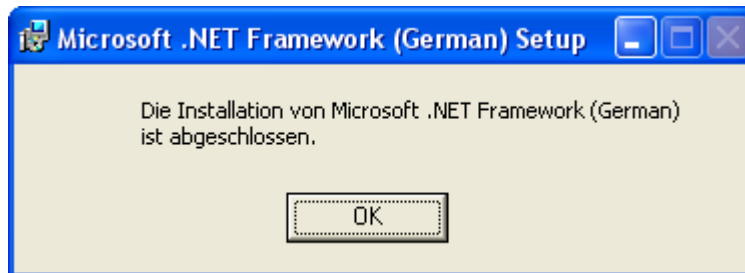 Microsoft .NET Framework (German) Setup
Die Installation von Microsoft .NET Framework (German)
ist abgeschlossen.
OK